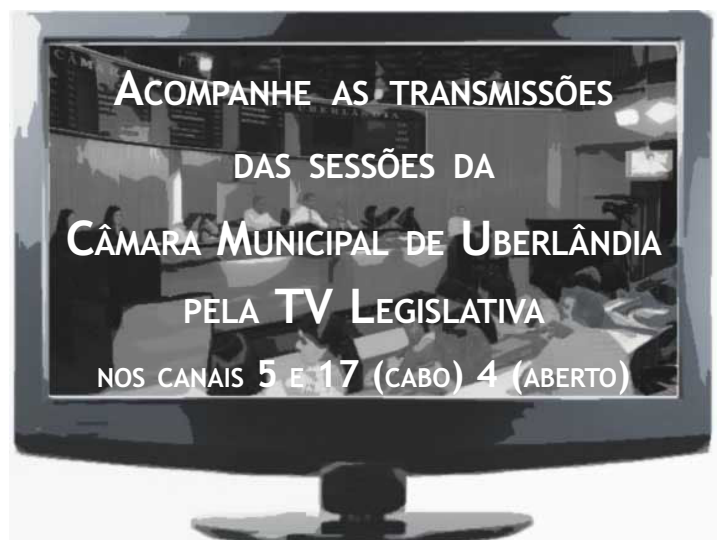 Acompanhe as transmissões
das sessões da
Câmara Municipal de Uberlândia
pela TV Legislativa
nos canais 5 e 17 (cabo) 4 (aberto)